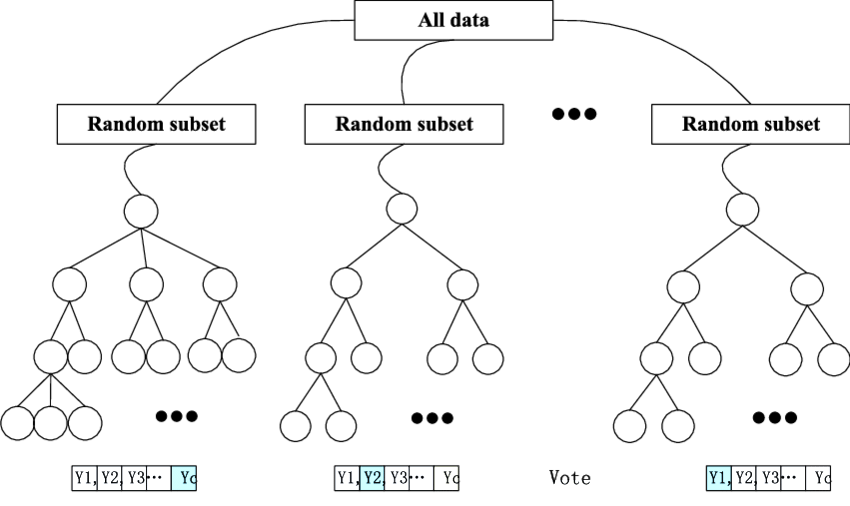 All data
Random subset Random subset Random subset
Y1, Y2, Y3… Yc Y1, Y2, Y3… Yc Vote Y1, Y2, Y3… Yc